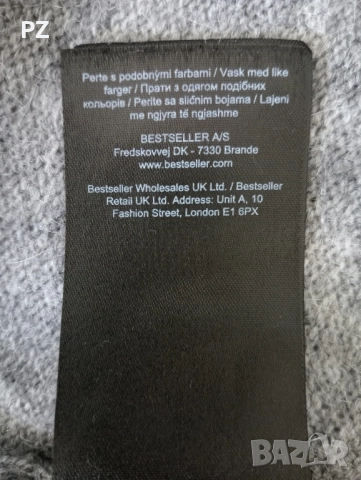 PZ
Perte s podobnými farbami / Vask med like
farger / Прати з одягом подібних
кольорів / Perite sa sličnim bojama / Lajeni
me ngjyra të ngjashme
BESTSELLER A/S
Fredskovvej DK - 7330 Brande
www.bestseller.com
Bestseller Wholesales UK Ltd. / Bestseller
Retail UK Ltd. Address: Unit A, 10
Fashion Street, London E1 6PX
BAZAR
bg